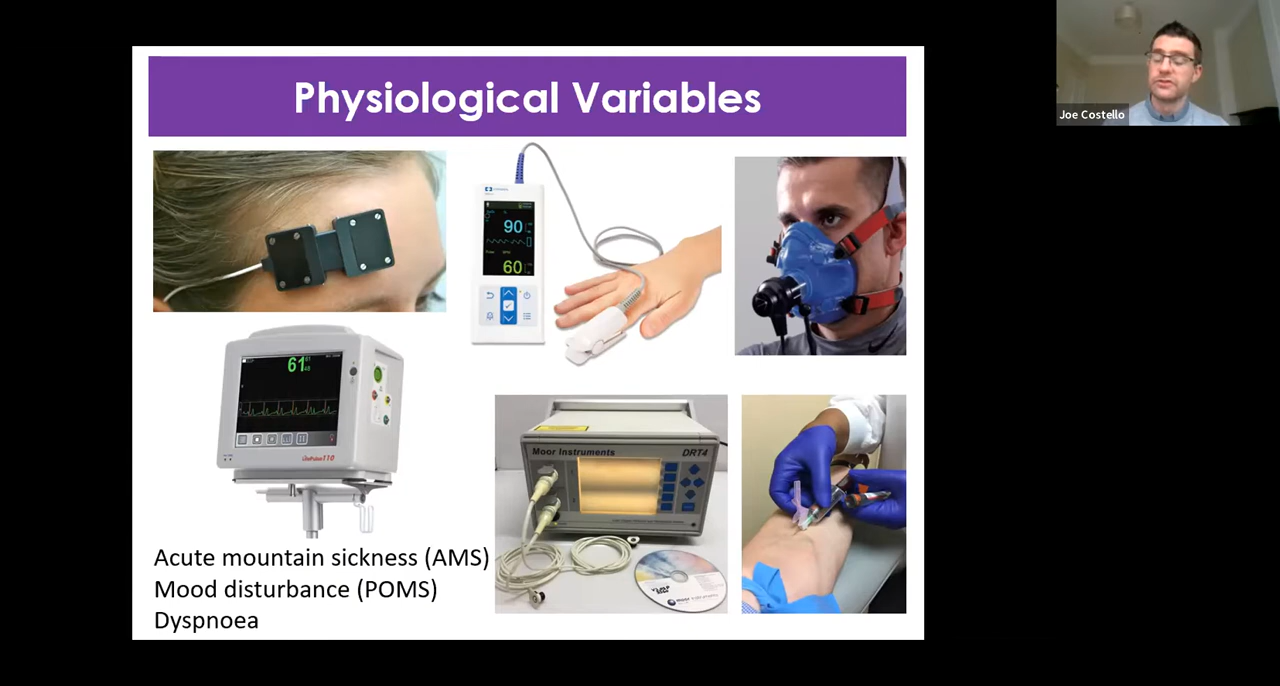 Physiological Variables
Joe Costello
90
60
61
Moor Instruments
DRT4
Acute mountain sickness (AMS)
Mood disturbance (POMS)
Dyspnoea